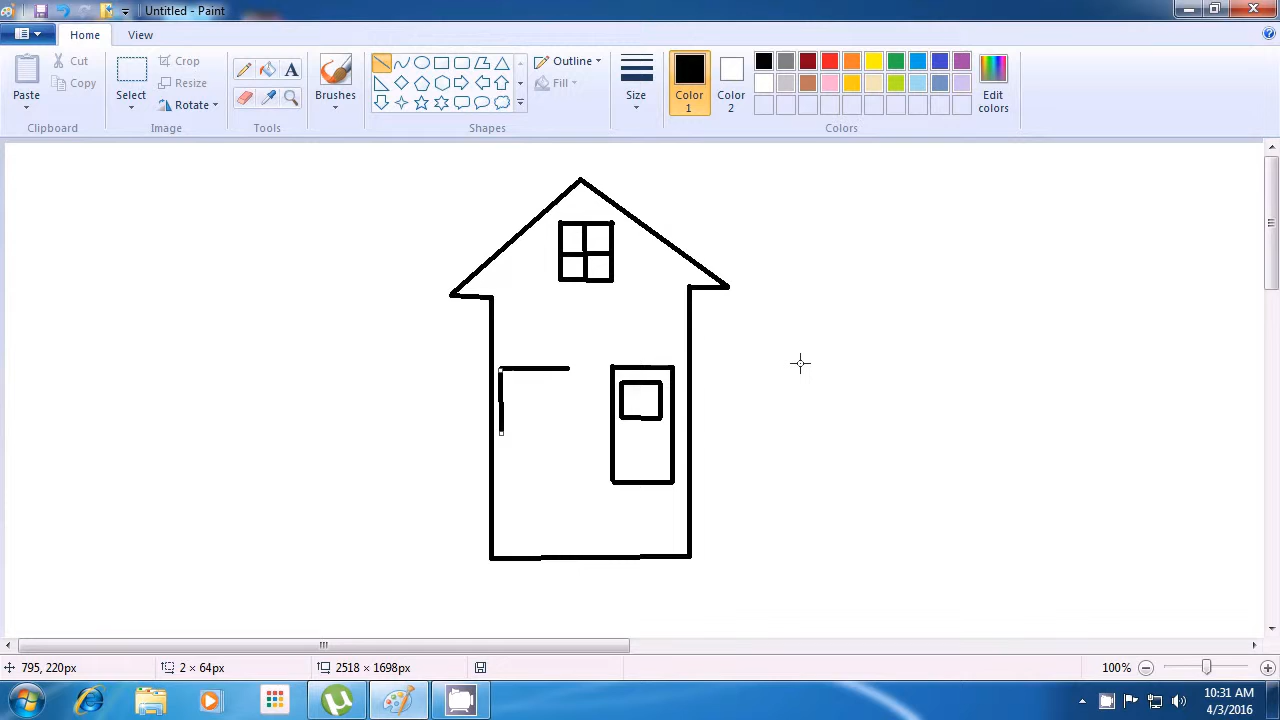 Untitled - Paint
Home View
Paste
Cut
Copy
Clipboard
Select
Crop
Resize
Rotate
Image
A
Tools
Brushes
Shapes
Outline
Fill
Size
Color 1
Color 2
Edit colors
Colors
795, 220px
2 × 64px
2518 × 1698px
100%
10:31 AM
4/3/2016